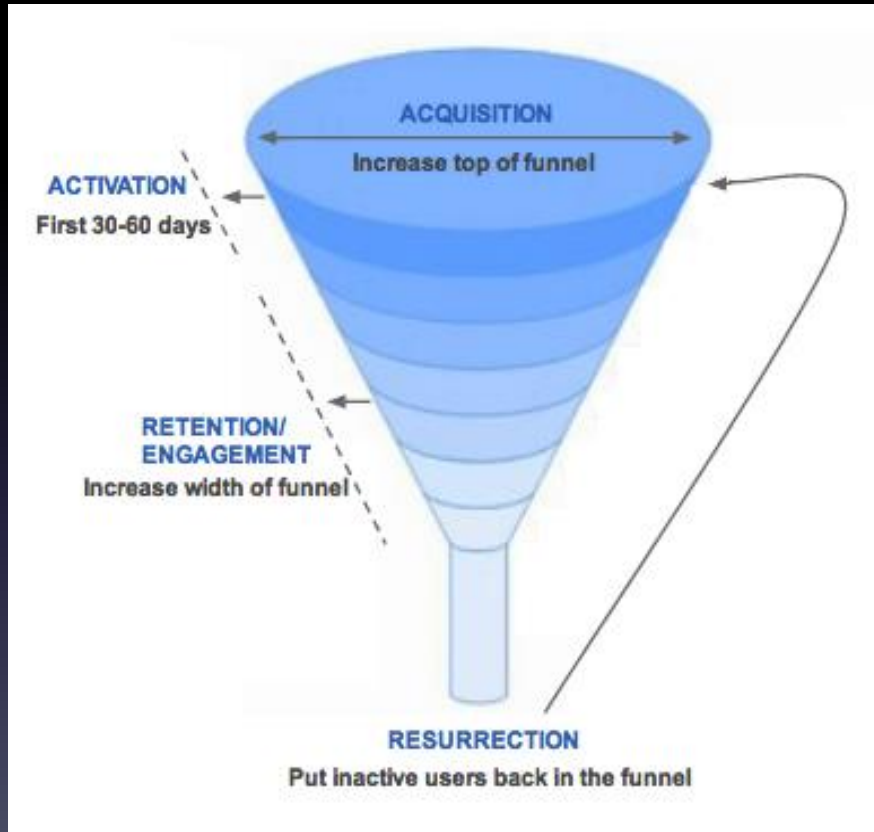 ACQUISITION
Increase top of funnel
ACTIVATION
First 30-60 days
RETENTION/
ENGAGEMENT
Increase width of funnel
RESURRECTION
Put inactive users back in the funnel